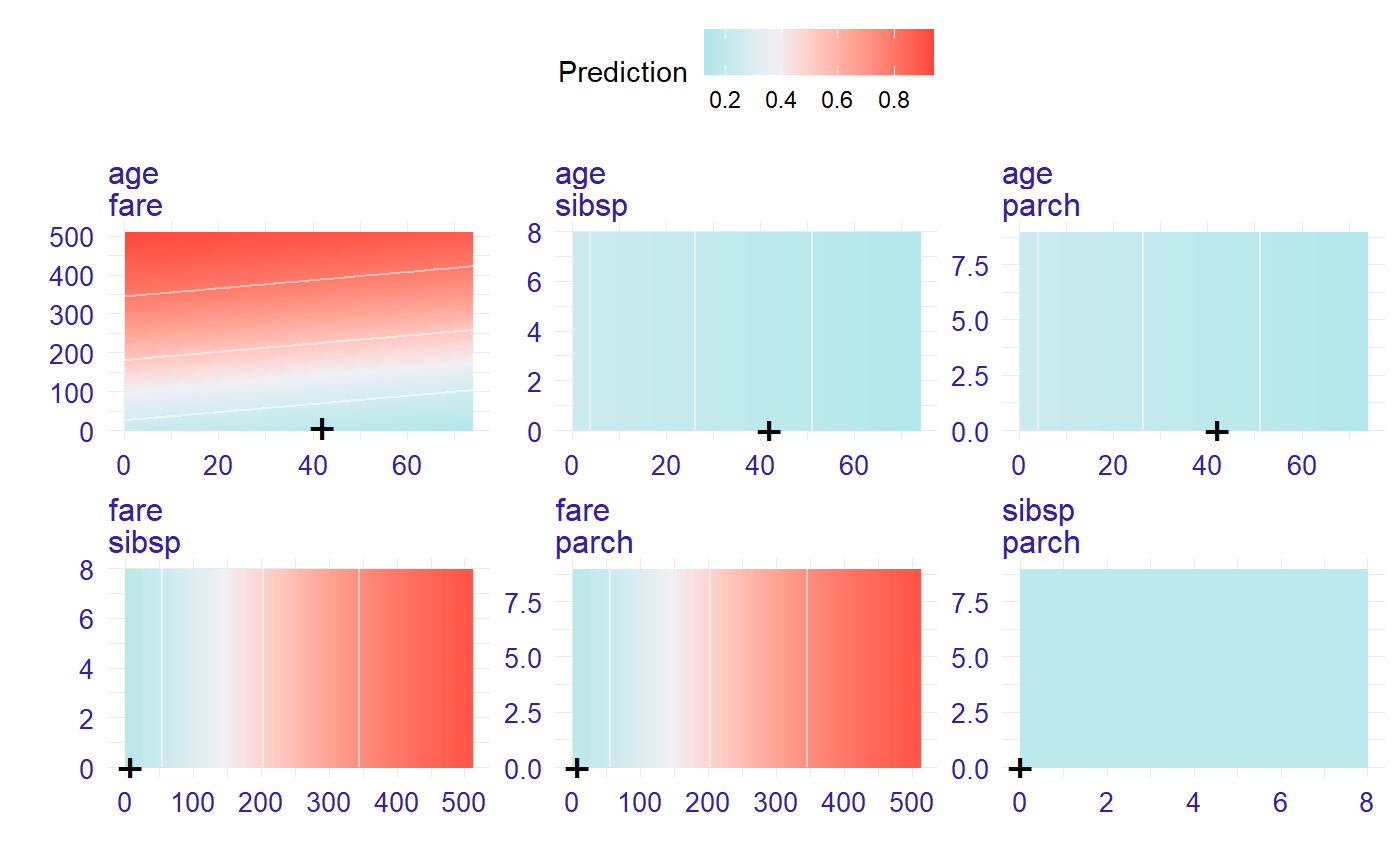 Prediction
0.2 0.4 0.6 0.8
age age age
fare sibsp parch
500 400 300 200 100 0
8 6 4 2 0
7.5 5.0 2.5 0.0
0 20 40 60
0 20 40 60
0 20 40 60
fare fare sibsp
sibsp parch parch
8 6 4 2 0
7.5 5.0 2.5 0.0
7.5 5.0 2.5 0.0
0 100 200 300 400 500
0 100 200 300 400 500
0 2 4 6 8